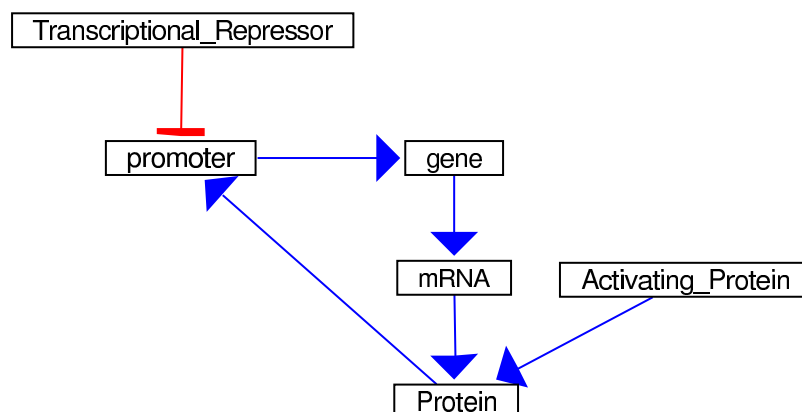 Transcriptional_Repressor
promoter
gene
mRNA
Activating_Protein
Protein